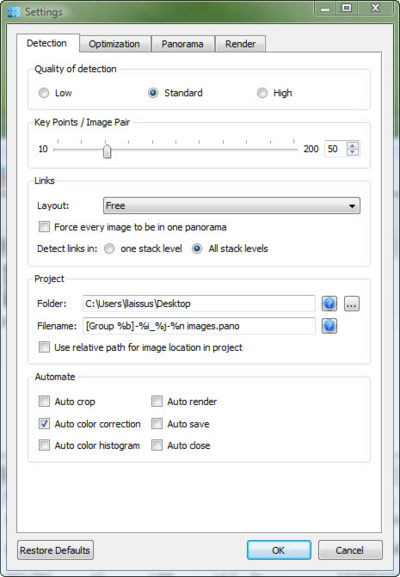 Settings
Detection Optimization Panorama Render
Quality of detection
Low Standard High
Key Points / Image Pair
10 200 50
Links
Layout: Free
Force every image to be in one panorama
Detect links in: one stack level All stack levels
Project
Folder: C:\Users\llaissus\Desktop ? ...
Filename: [Group %b]-%i_%j-%n images.pano ?
Use relative path for image location in project
Automate
Auto crop Auto render
Auto color correction Auto save
Auto color histogram Auto close
Restore Defaults OK Cancel